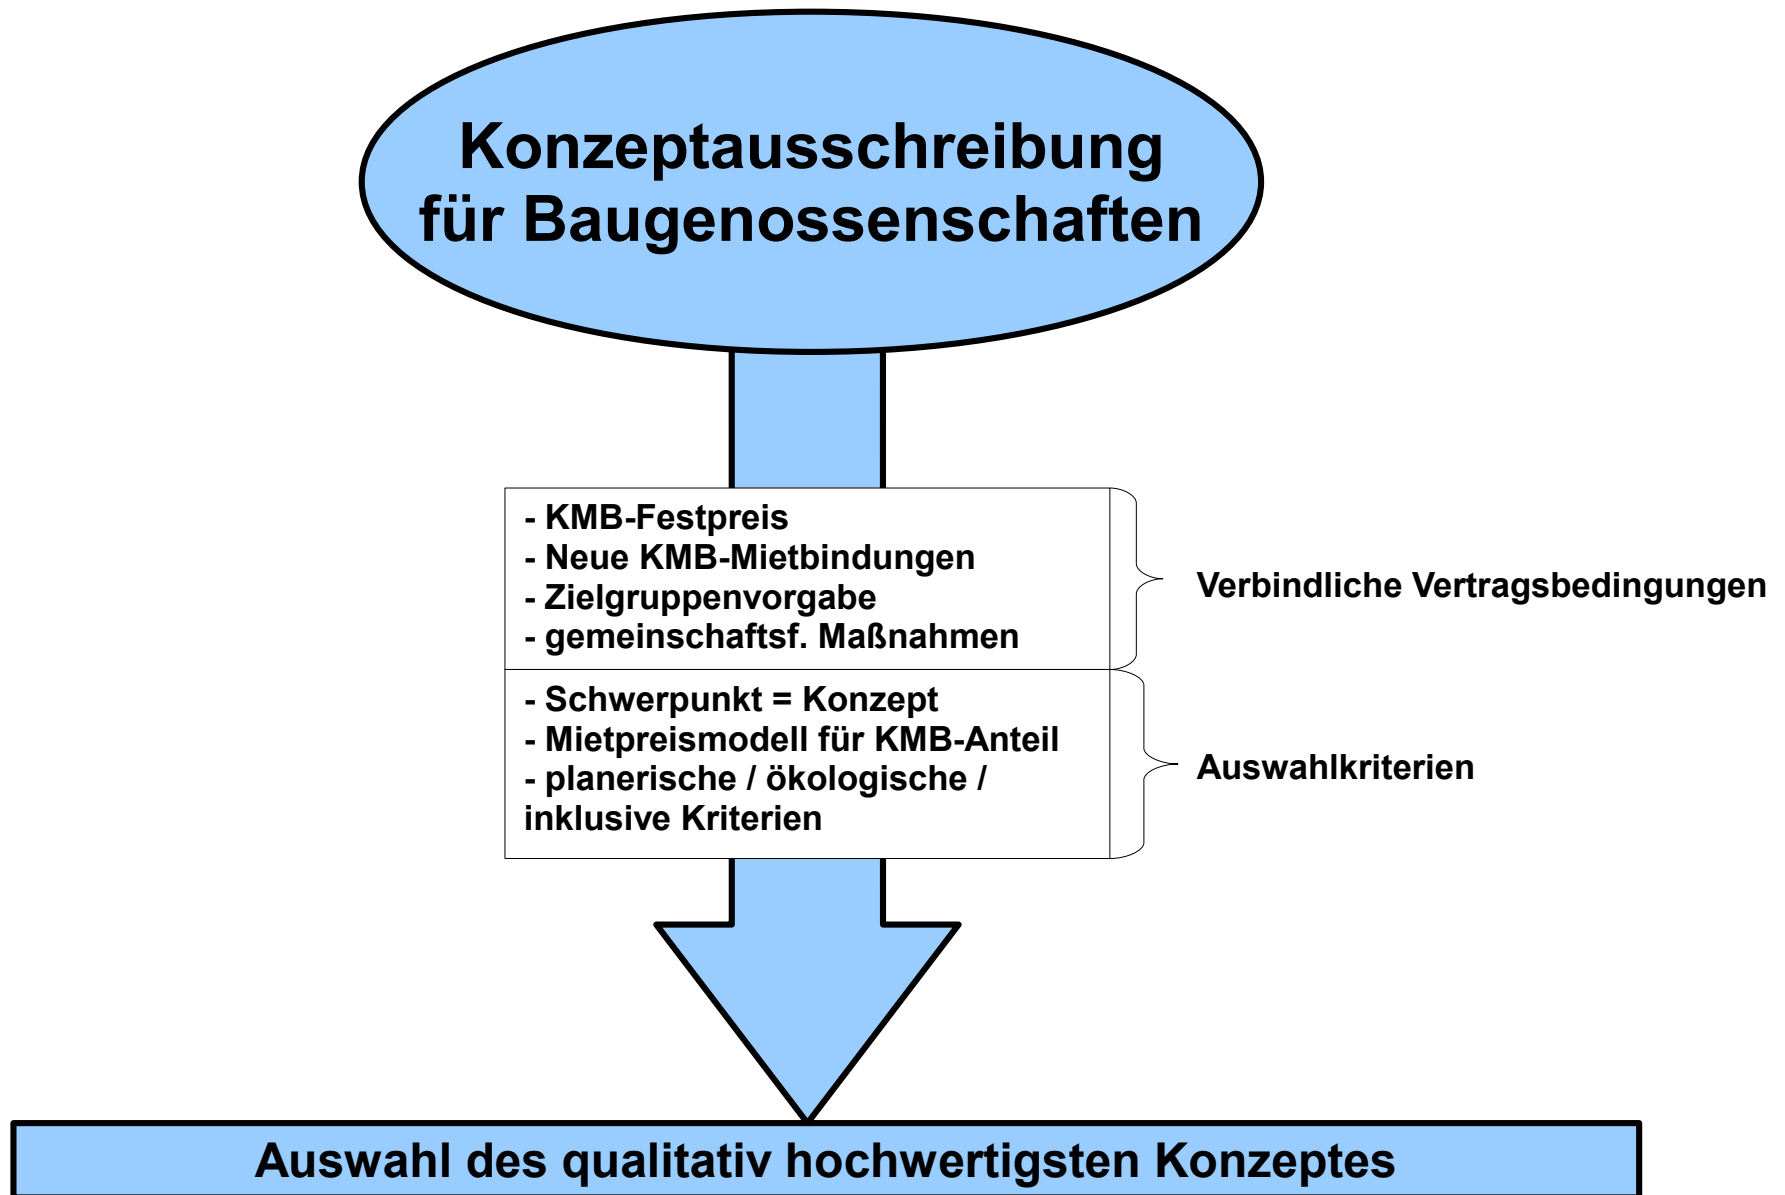 Konzeptausschreibung
für Baugenossenschaften
- KMB-Festpreis
- Neue KMB-Mietbindungen
- Zielgruppenvorgabe
- gemeinschaftsf. Maßnahmen
Verbindliche Vertragsbedingungen
- Schwerpunkt = Konzept
- Mietpreismodell für KMB-Anteil
- planerische / ökologische /
inklusive Kriterien
Auswahlkriterien
Auswahl des qualitativ hochwertigsten Konzeptes